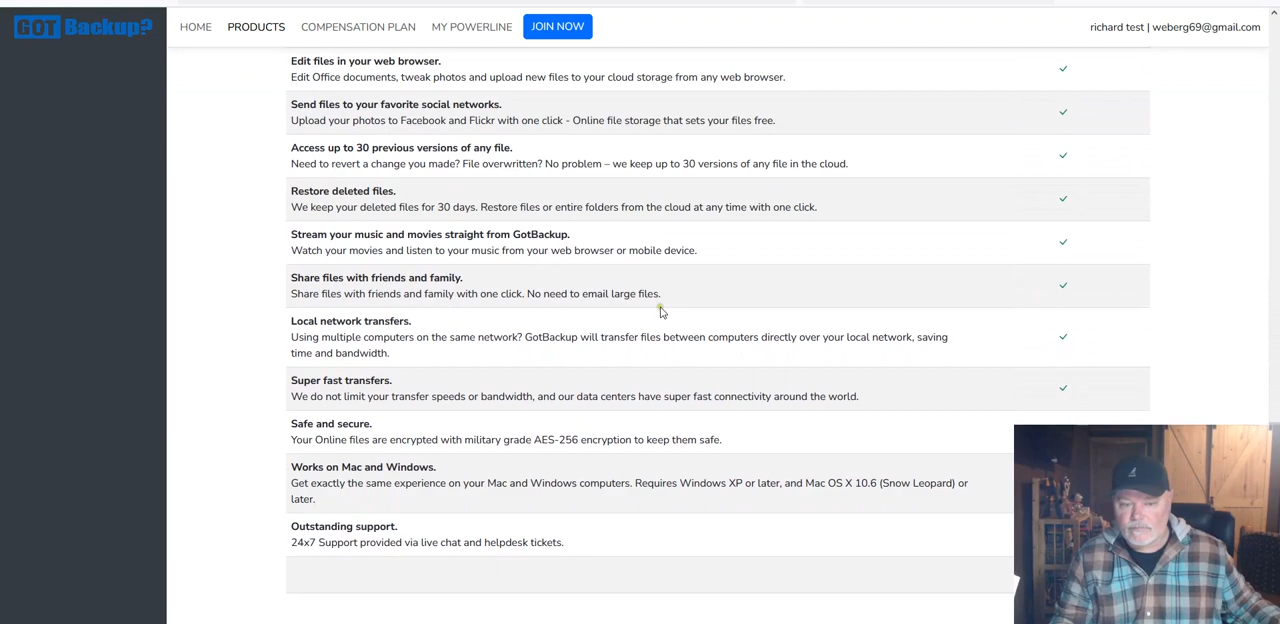 GOT Backup?
HOME PRODUCTS COMPENSATION PLAN MY POWERLINE JOIN NOW richard test | weberg69@gmail.com
Edit files in your web browser.
Edit Office documents, tweak photos and upload new files to your cloud storage from any web browser.
Send files to your favorite social networks.
Upload your photos to Facebook and Flickr with one click - Online file storage that sets your files free.
Access up to 30 previous versions of any file.
Need to revert a change you made? File overwritten? No problem – we keep up to 30 versions of any file in the cloud.
Restore deleted files.
We keep your deleted files for 30 days. Restore files or entire folders from the cloud at any time with one click.
Stream your music and movies straight from GotBackup.
Watch your movies and listen to your music from your web browser or mobile device.
Share files with friends and family.
Share files with friends and family with one click. No need to email large files.
Local network transfers.
Using multiple computers on the same network? GotBackup will transfer files between computers directly over your local network, saving
time and bandwidth.
Super fast transfers.
We do not limit your transfer speeds or bandwidth, and our data centers have super fast connectivity around the world.
Safe and secure.
Your Online files are encrypted with military grade AES-256 encryption to keep them safe.
Works on Mac and Windows.
Get exactly the same experience on your Mac and Windows computers. Requires Windows XP or later, and Mac OS X 10.6 (Snow Leopard) or
later.
Outstanding support.
24x7 Support provided via live chat and helpdesk tickets.